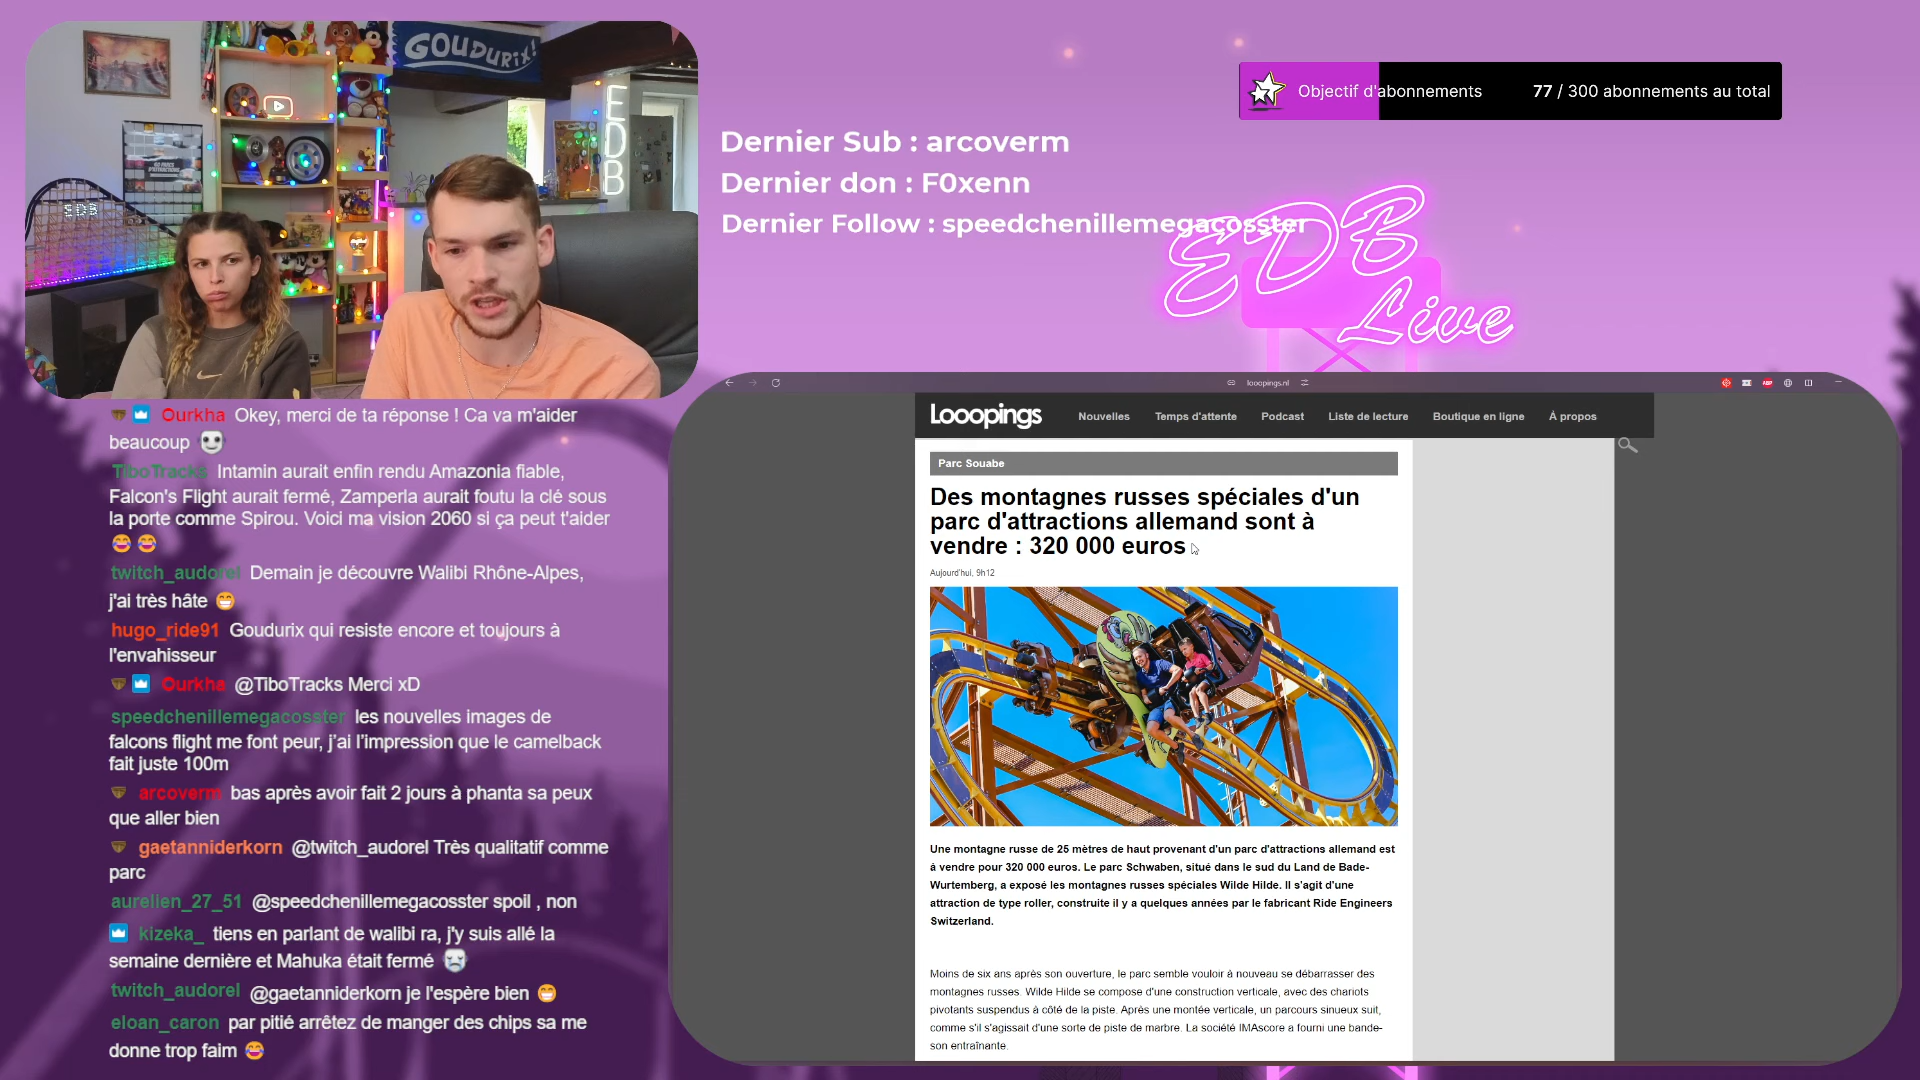 GOUDURIX!
EDB
EDB
Objectif d'abonnements
77 / 300 abonnements au total
Dernier Sub : arcoverm
Dernier don : F0xenn
Dernier Follow : speedchenillemegacosster
EDB
Live
Ourkha Okey, merci de ta réponse ! Ca va m'aider
beaucoup
TiboTracks Intamin aurait enfin rendu Amazonia fiable,
Falcon's Flight aurait fermé, Zamperla aurait foutu la clé sous
la porte comme Spirou. Voici ma vision 2060 si ça peut t'aider
twitch_audorel Demain je découvre Walibi Rhône-Alpes,
j'ai très hâte
hugo_ride91 Goudurix qui resiste encore et toujours à
l'envahisseur
Ourkha @TiboTracks Merci xD
speedchenillemegacosster les nouvelles images de
falcons flight me font peur, j'ai l'impression que le camelback
fait juste 100m
arcoverm bas après avoir fait 2 jours à phanta sa peux
que aller bien
gaetanniderkorn @twitch_audorel Très qualitatif comme
parc
aurelien_27_51 @speedchenillemegacosster spoil , non
kizeka_ tiens en parlant de walibi ra, j'y suis allé la
semaine dernière et Mahuka était fermé
twitch_audorel @gaetanniderkorn je l'espère bien
eloan_caron par pitié arrêtez de manger des chips sa me
donne trop faim
looopings.nl
ABP
Looopings
Nouvelles
Temps d'attente
Podcast
Liste de lecture
Boutique en ligne
À propos
Parc Souabe
Des montagnes russes spéciales d'un
parc d'attractions allemand sont à
vendre : 320 000 euros
Aujourd'hui, 9h12
Une montagne russe de 25 mètres de haut provenant d'un parc d'attractions allemand est
à vendre pour 320 000 euros. Le parc Schwaben, situé dans le sud du Land de Bade-
Wurtemberg, a exposé les montagnes russes spéciales Wilde Hilde. Il s'agit d'une
attraction de type roller, construite il y a quelques années par le fabricant Ride Engineers
Switzerland.
Moins de six ans après son ouverture, le parc semble vouloir à nouveau se débarrasser des
montagnes russes. Wilde Hilde se compose d'une construction verticale, avec des chariots
pivotants suspendus à côté de la piste. Après une montée verticale, un parcours sinueux suit,
comme s'il s'agissait d'une sorte de piste de marbre. La société IMAscore a fourni une bande-
son entraînante.